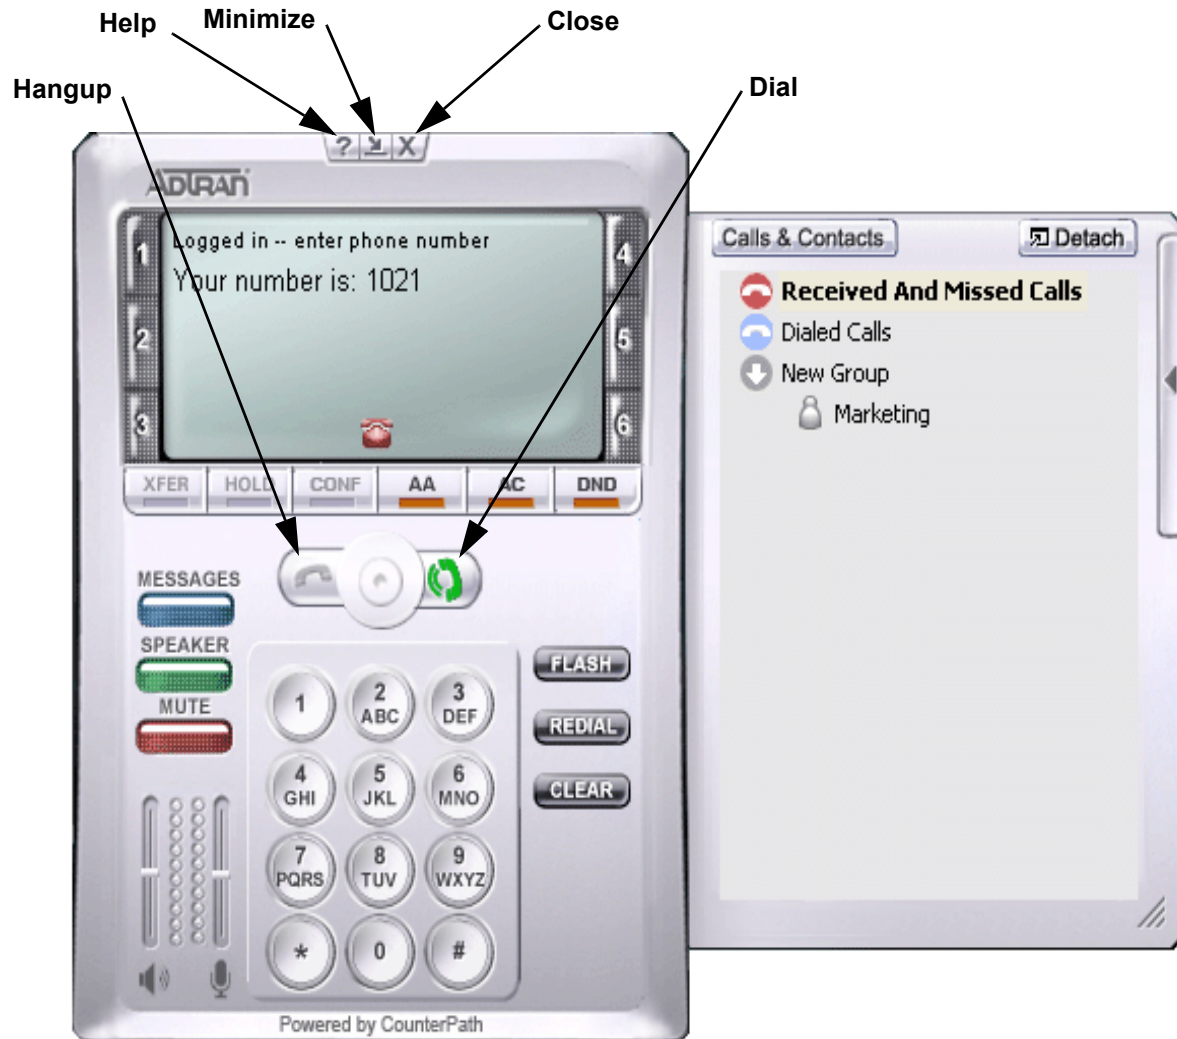 Help
Minimize
Close
Hangup
Dial
? X
ADTRAN
Logged in -- enter phone number
Your number is: 1021
1
2
3
4
5
6
XFER HOLD CONF AA AC DND
MESSAGES
SPEAKER
MUTE
1
2 ABC
3 DEF
4 GHI
5 JKL
6 MNO
7 PQRS
8 TUV
9 WXYZ
*
0
#
FLASH
REDIAL
CLEAR
Powered by CounterPath
Calls & Contacts
Detach
Received And Missed Calls
Dialed Calls
New Group
Marketing